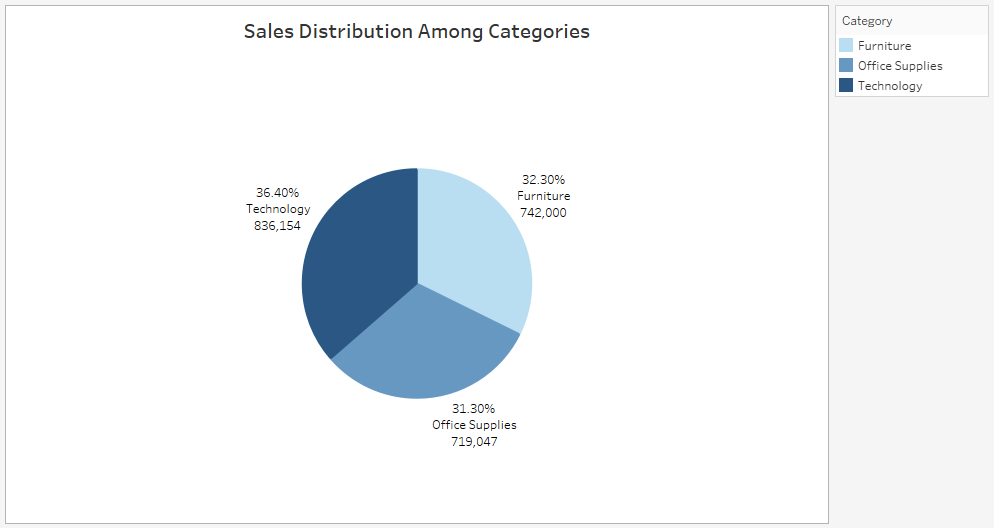 Sales Distribution Among Categories
36.40%
Technology
836,154
32.30%
Furniture
742,000
31.30%
Office Supplies
719,047
Category
Furniture
Office Supplies
Technology